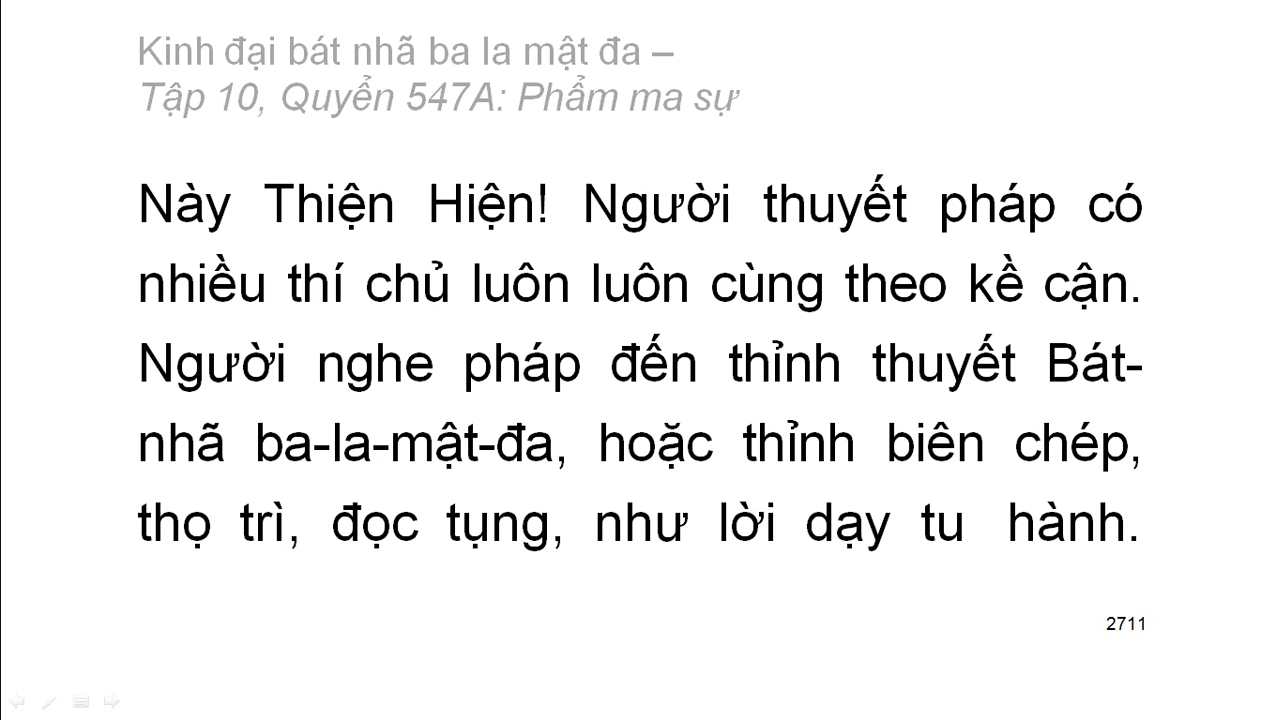 Kinh đại bát nhã ba la mật đa –
Tập 10, Quyển 547A: Phẩm ma sự
Này Thiện Hiện! Người thuyết pháp có
nhiều thí chủ luôn luôn cùng theo kề cận.
Người nghe pháp đến thỉnh thuyết Bát-
nhã ba-la-mật-đa, hoặc thỉnh biên chép,
thọ trì, đọc tụng, như lời dạy tu hành.
2711